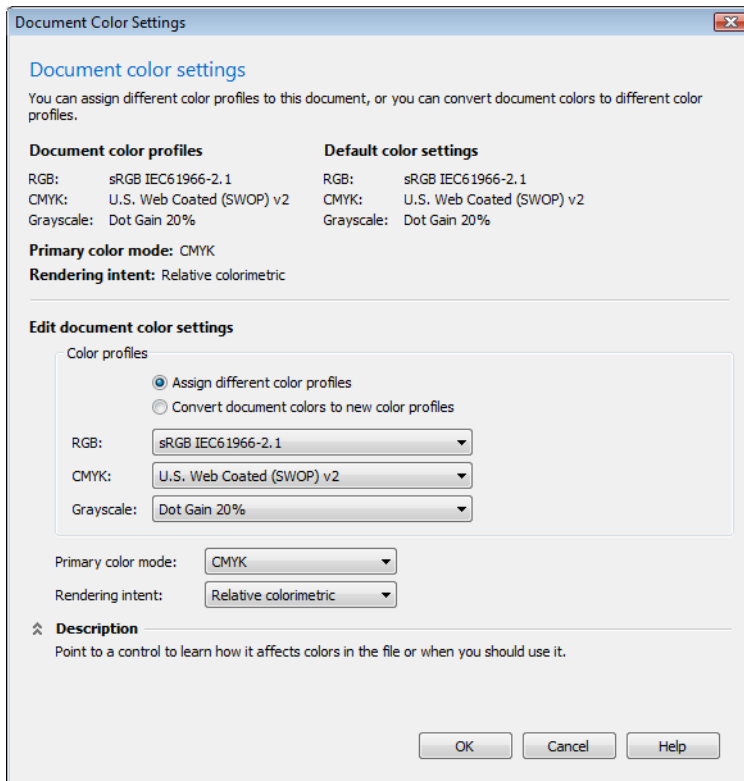 Document Color Settings
Document color settings
You can assign different color profiles to this document, or you can convert document colors to different color
profiles.
Document color profiles
RGB: sRGB IEC61966-2.1
CMYK: U.S. Web Coated (SWOP) v2
Grayscale: Dot Gain 20%
Default color settings
RGB: sRGB IEC61966-2.1
CMYK: U.S. Web Coated (SWOP) v2
Grayscale: Dot Gain 20%
Primary color mode: CMYK
Rendering intent: Relative colorimetric
Edit document color settings
Color profiles
Assign different color profiles
Convert document colors to new color profiles
RGB: sRGB IEC61966-2.1
CMYK: U.S. Web Coated (SWOP) v2
Grayscale: Dot Gain 20%
Primary color mode: CMYK
Rendering intent: Relative colorimetric
Description
Point to a control to learn how it affects colors in the file or when you should use it.
OK Cancel Help